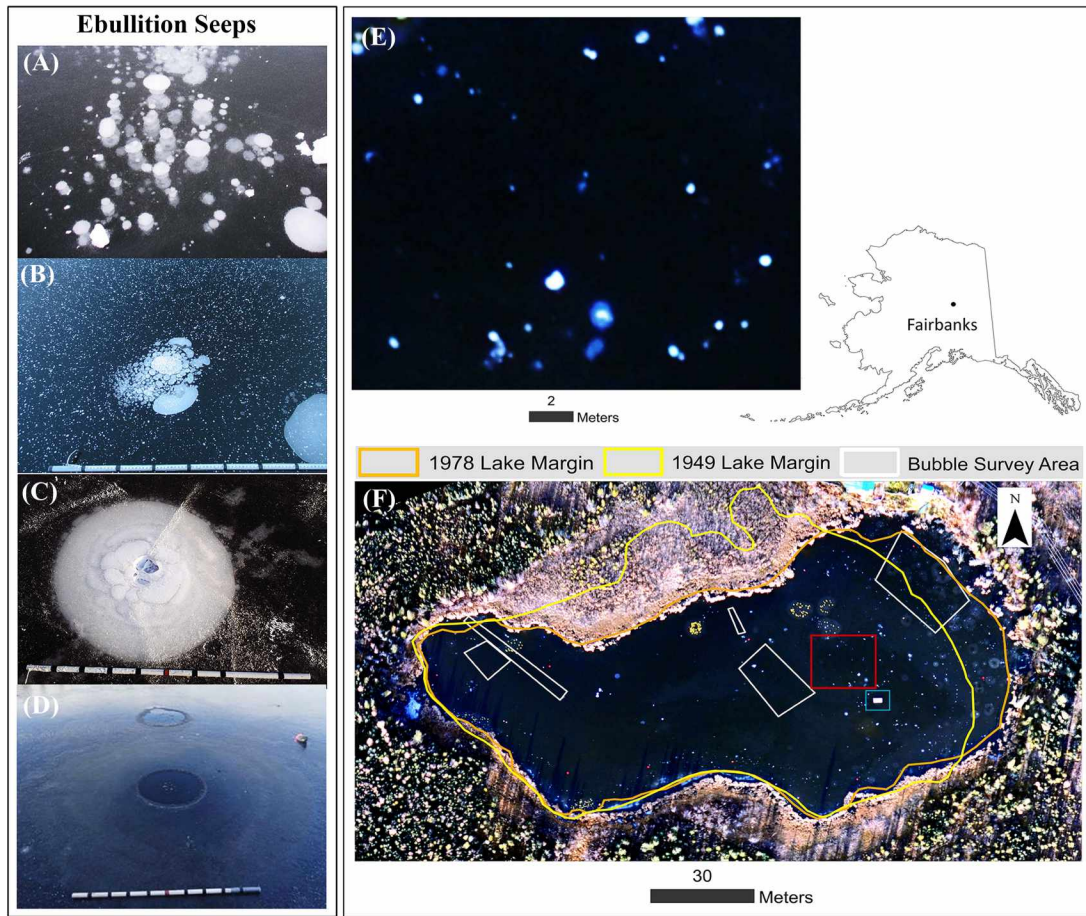 Ebullition Seeps
(A)
(B)
(C)
(D)
(E)
2
Meters
Fairbanks
1978 Lake Margin
1949 Lake Margin
Bubble Survey Area
(F)
N
30
Meters